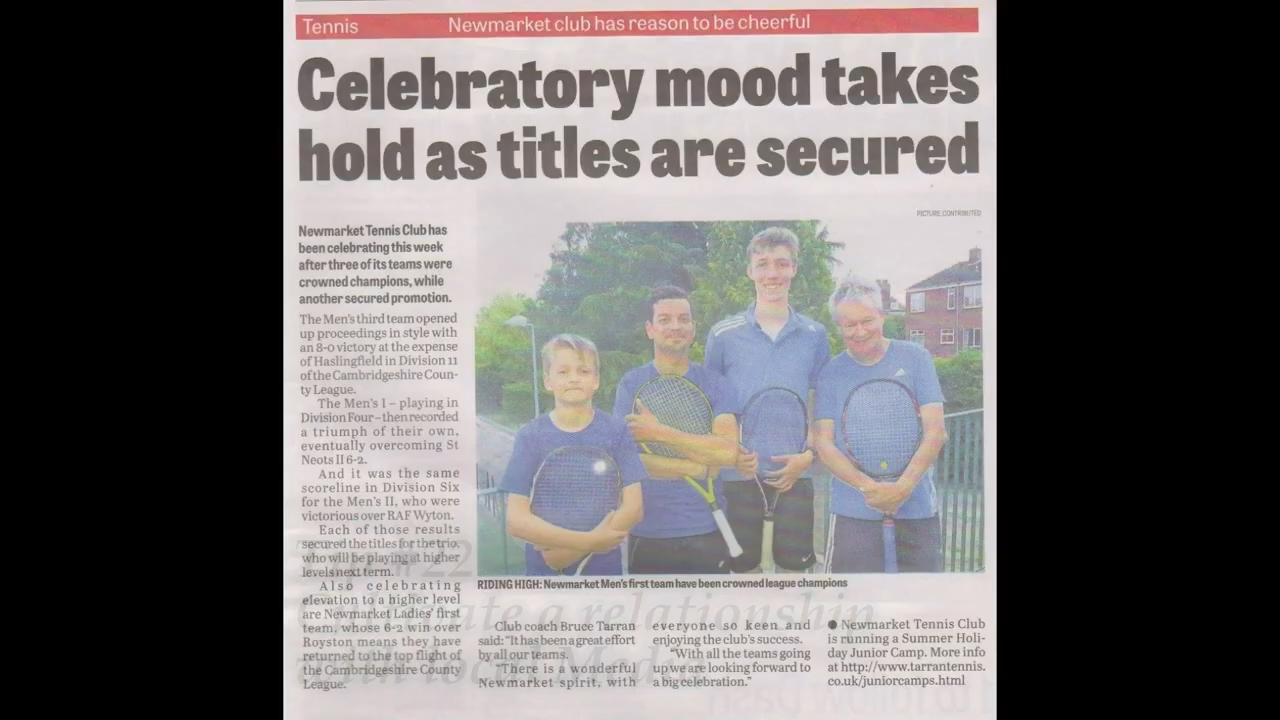 Tennis
Newmarket club has reason to be cheerful
Celebratory mood takes
hold as titles are secured
PICTURE: CONTRIBUTED
Newmarket Tennis Club has
been celebrating this week
after three of its teams were
crowned champions, while
another secured promotion.
The Men's third team opened
up proceedings in style with
an 8-0 victory at the expense
of Haslingfield in Division 11
of the Cambridgeshire Coun-
ty League.
The Men's I – playing in
Division Four – then recorded
a triumph of their own,
eventually overcoming St
Neots II 6-2.
And it was the same
scoreline in Division Six
for the Men's II, who were
victorious over RAF Wyton.
Each of those results
secured the titles for the trio,
who will be playing at higher
levels next term.
Also celebrating
elevation to a higher level
are Newmarket Ladies' first
team, whose 6-2 win over
Royston means they have
returned to the top flight of
the Cambridgeshire County
League.
RIDING HIGH: Newmarket Men's first team have been crowned league champions
Club coach Bruce Tarran
said: "It has been a great effort
by all our teams.
"There is a wonderful
Newmarket spirit, with
everyone so keen and
enjoying the club's success.
"With all the teams going
up we are looking forward to
a big celebration."
● Newmarket Tennis Club
is running a Summer Holi-
day Junior Camp. More info
at http://www.tarrantennis.
co.uk/juniorcamps.html
a relationship